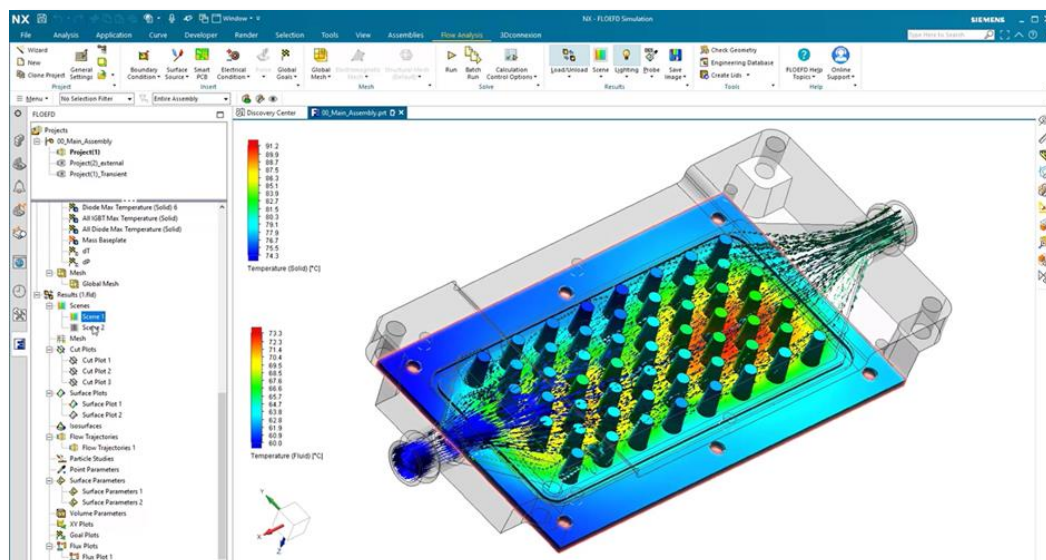 NX
Window
NX - FLOEFD Simulation
SIEMENS
File Analysis Application Curve Developer Render Selection Tools View Assemblies Flow Analysis 3Dconnexion
Type Here to Search
Wizard
New
Clone Project
General Settings
Project
Boundary Condition
Surface Source
Smart PCB
Electrical Condition
Global Goals
Insert
Global Mesh
Mesh
Run
Batch Run
Calculation Control Options
Solve
Load/Unload
Scene
Lighting
Probe
Save Image
Results
Check Geometry
Engineering Database
Create Lids
Tools
FLOEFD Help Topics
Online Support
Help
Menu
No Selection Filter
Entire Assembly
FLOEFD
Discovery Center
00_Main_Assembly.prt
Projects
00_Main_Assembly
Project(1)
Project(2)_external
Project(1)_Transient
Diode Max Temperature (Solid) 6
All IGBT Max Temperature (Solid)
All Diode Max Temperature (Solid)
Mass Baseplate
dT
dP
Mesh
Global Mesh
Results (1.fld)
Scenes
Scene 1
Scene 2
Mesh
Cut Plots
Cut Plot 1
Cut Plot 2
Cut Plot 3
Surface Plots
Surface Plot 1
Surface Plot 2
Isosurfaces
Flow Trajectories
Flow Trajectories 1
Particle Studies
Point Parameters
Surface Parameters
Surface Parameters 1
Surface Parameters 2
Volume Parameters
XY Plots
Goal Plots
Flux Plots
Flux Plot 1
91.2
89.9
88.7
87.5
86.3
85.1
83.9
82.7
81.5
80.3
79.1
77.9
76.7
75.5
74.3
Temperature (Solid) [°C]
73.3
72.3
71.4
70.4
69.5
68.5
67.6
66.6
65.7
64.7
63.8
62.8
61.9
60.9
60.0
Temperature (Fluid) [°C]
Y
X
Z